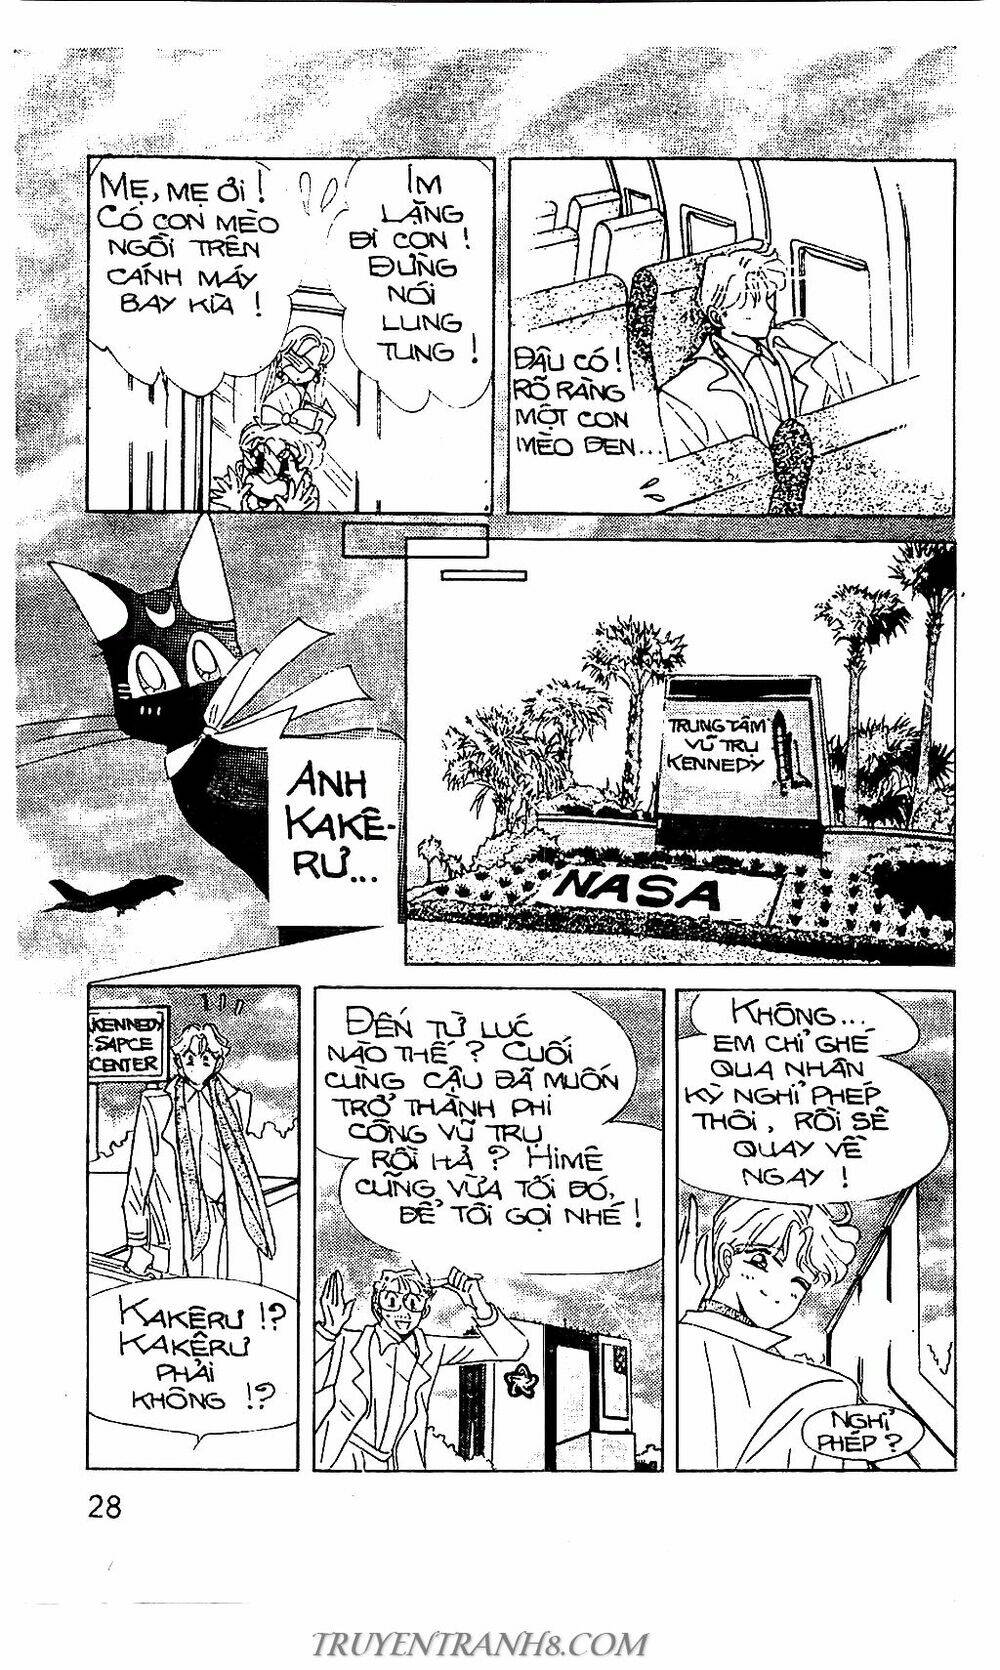 MẸ, MẸ ƠI!
CÓ CON MÈO
NGỒI TRÊN
CÁNH MÁY
BAY KÌA!
IM
LẶNG
ĐI CON!
ĐỪNG
NÓI
LUNG
TUNG!
ĐÂU CÓ!
RÕ RÀNG
MỘT CON
MÈO ĐEN...
ANH
KAKÊ-
RƯ...
TRUNG TÂM
VŨ TRỤ
KENNEDY
NASA
KENNEDY
SAPCE
CENTER
KAKÊRƯ!?
KAKÊRƯ
PHẢI
KHÔNG!?
ĐẾN TỪ LÚC
NÀO THẾ? CUỐI
CÙNG CẬU ĐÃ MUỐN
TRỞ THÀNH PHI
CÔNG VŨ TRỤ
RỒI HẢ? HIMÊ
CŨNG VỪA TỚI ĐÓ,
ĐỂ TÔI GỌI NHÉ!
KHÔNG...
EM CHỈ GHÉ
QUA NHÂN
KỲ NGHỈ PHÉP
THÔI, RỒI SẼ
QUAY VỀ
NGAY!
NGHỈ
PHÉP?
28
TRUYENTRANH8.COM